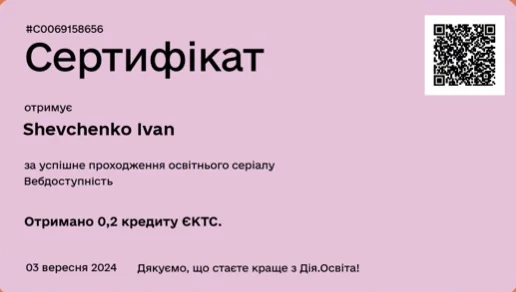 #C0069158656
Сертифікат
отримує
Shevchenko Ivan
за успішне проходження освітнього серіалу
Вебдоступність
Отримано 0,2 кредиту ЄКТС.
03 вересня 2024 Дякуємо, що стаєте краще з Дія.Освіта!